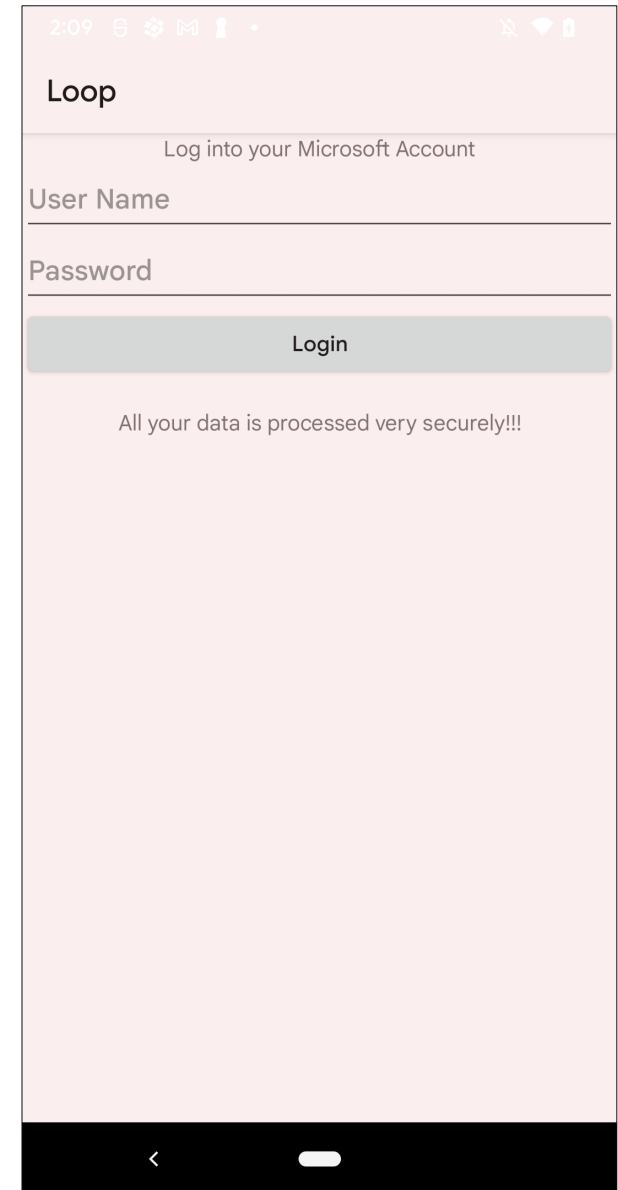 2:09
Loop
Log into your Microsoft Account
User Name
Password
Login
All your data is processed very securely!!!